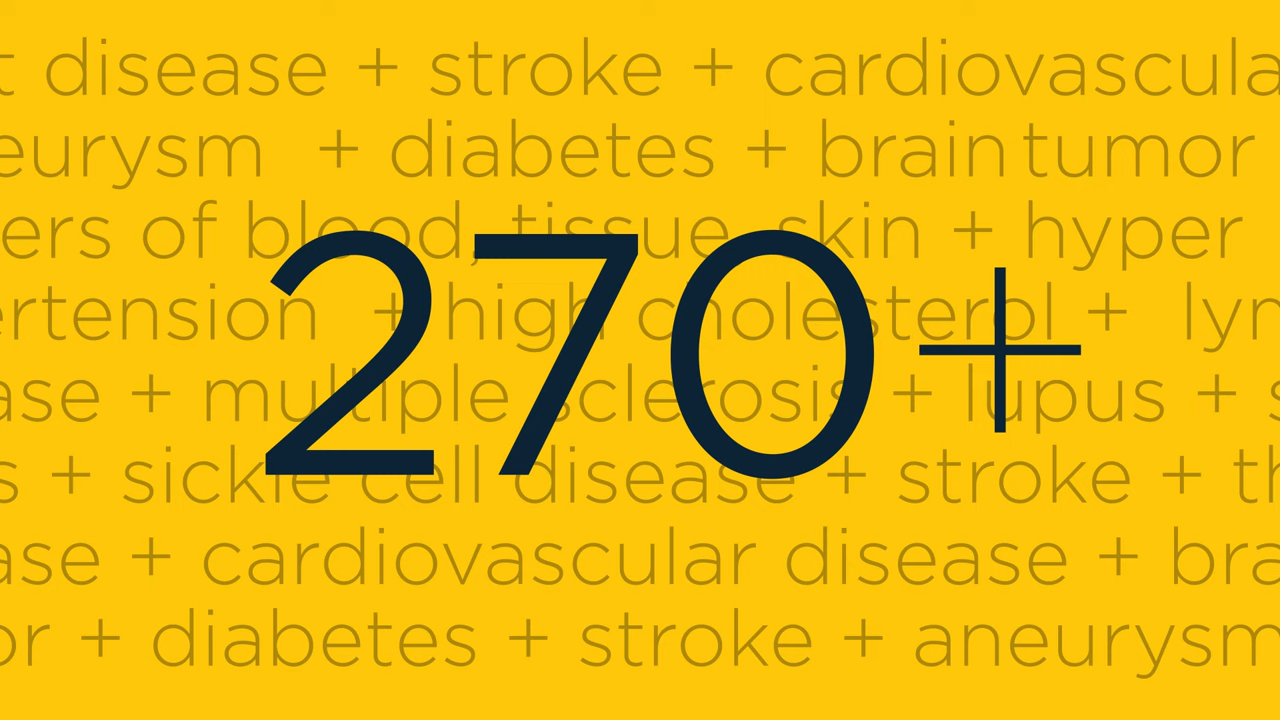 t disease + stroke + cardiovascula
eurysm + diabetes + brain tumor
ers of blood, tissue, skin + hyper
ertension + high cholesterol + lyn
ase + multiple sclerosis + lupus + s
s + sickle cell disease + stroke + th
ase + cardiovascular disease + bra
or + diabetes + stroke + aneurysm
270+